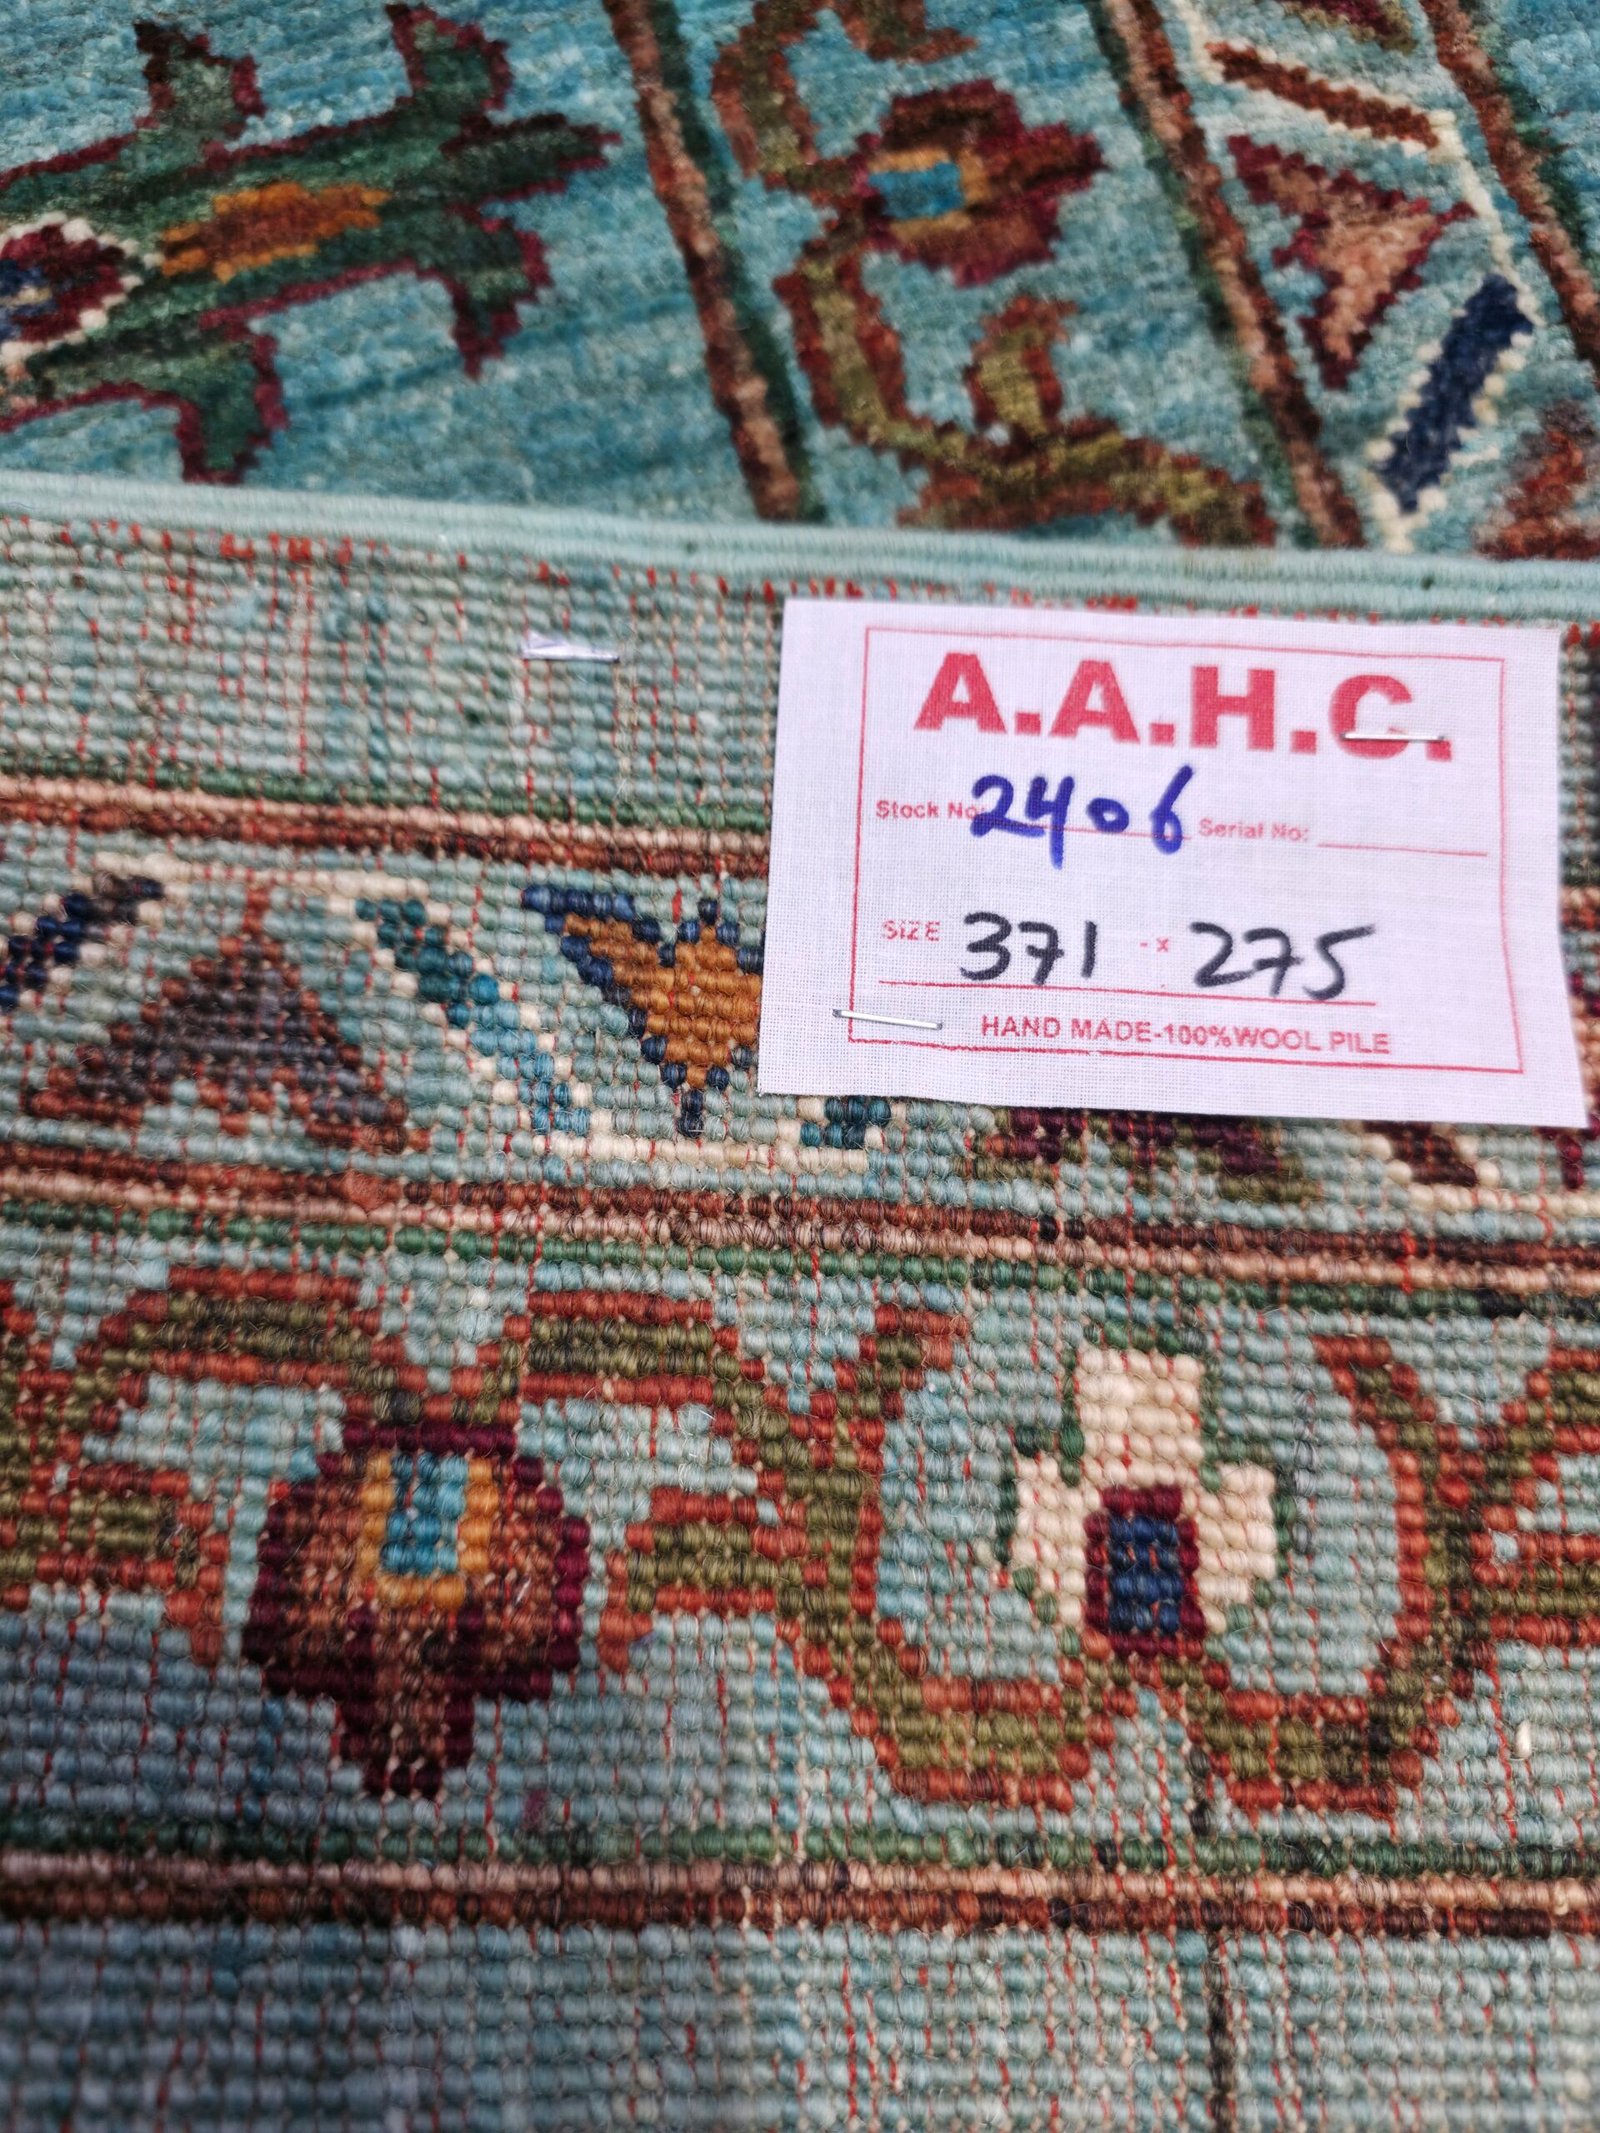 A.A.H.C.
Stock No: 2406 Serial No:
SIZE 371 - x 275
HAND MADE-100%WOOL PILE